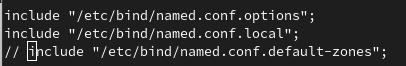 include "/etc/bind/named.conf.options";
include "/etc/bind/named.conf.local";
// include "/etc/bind/named.conf.default-zones";